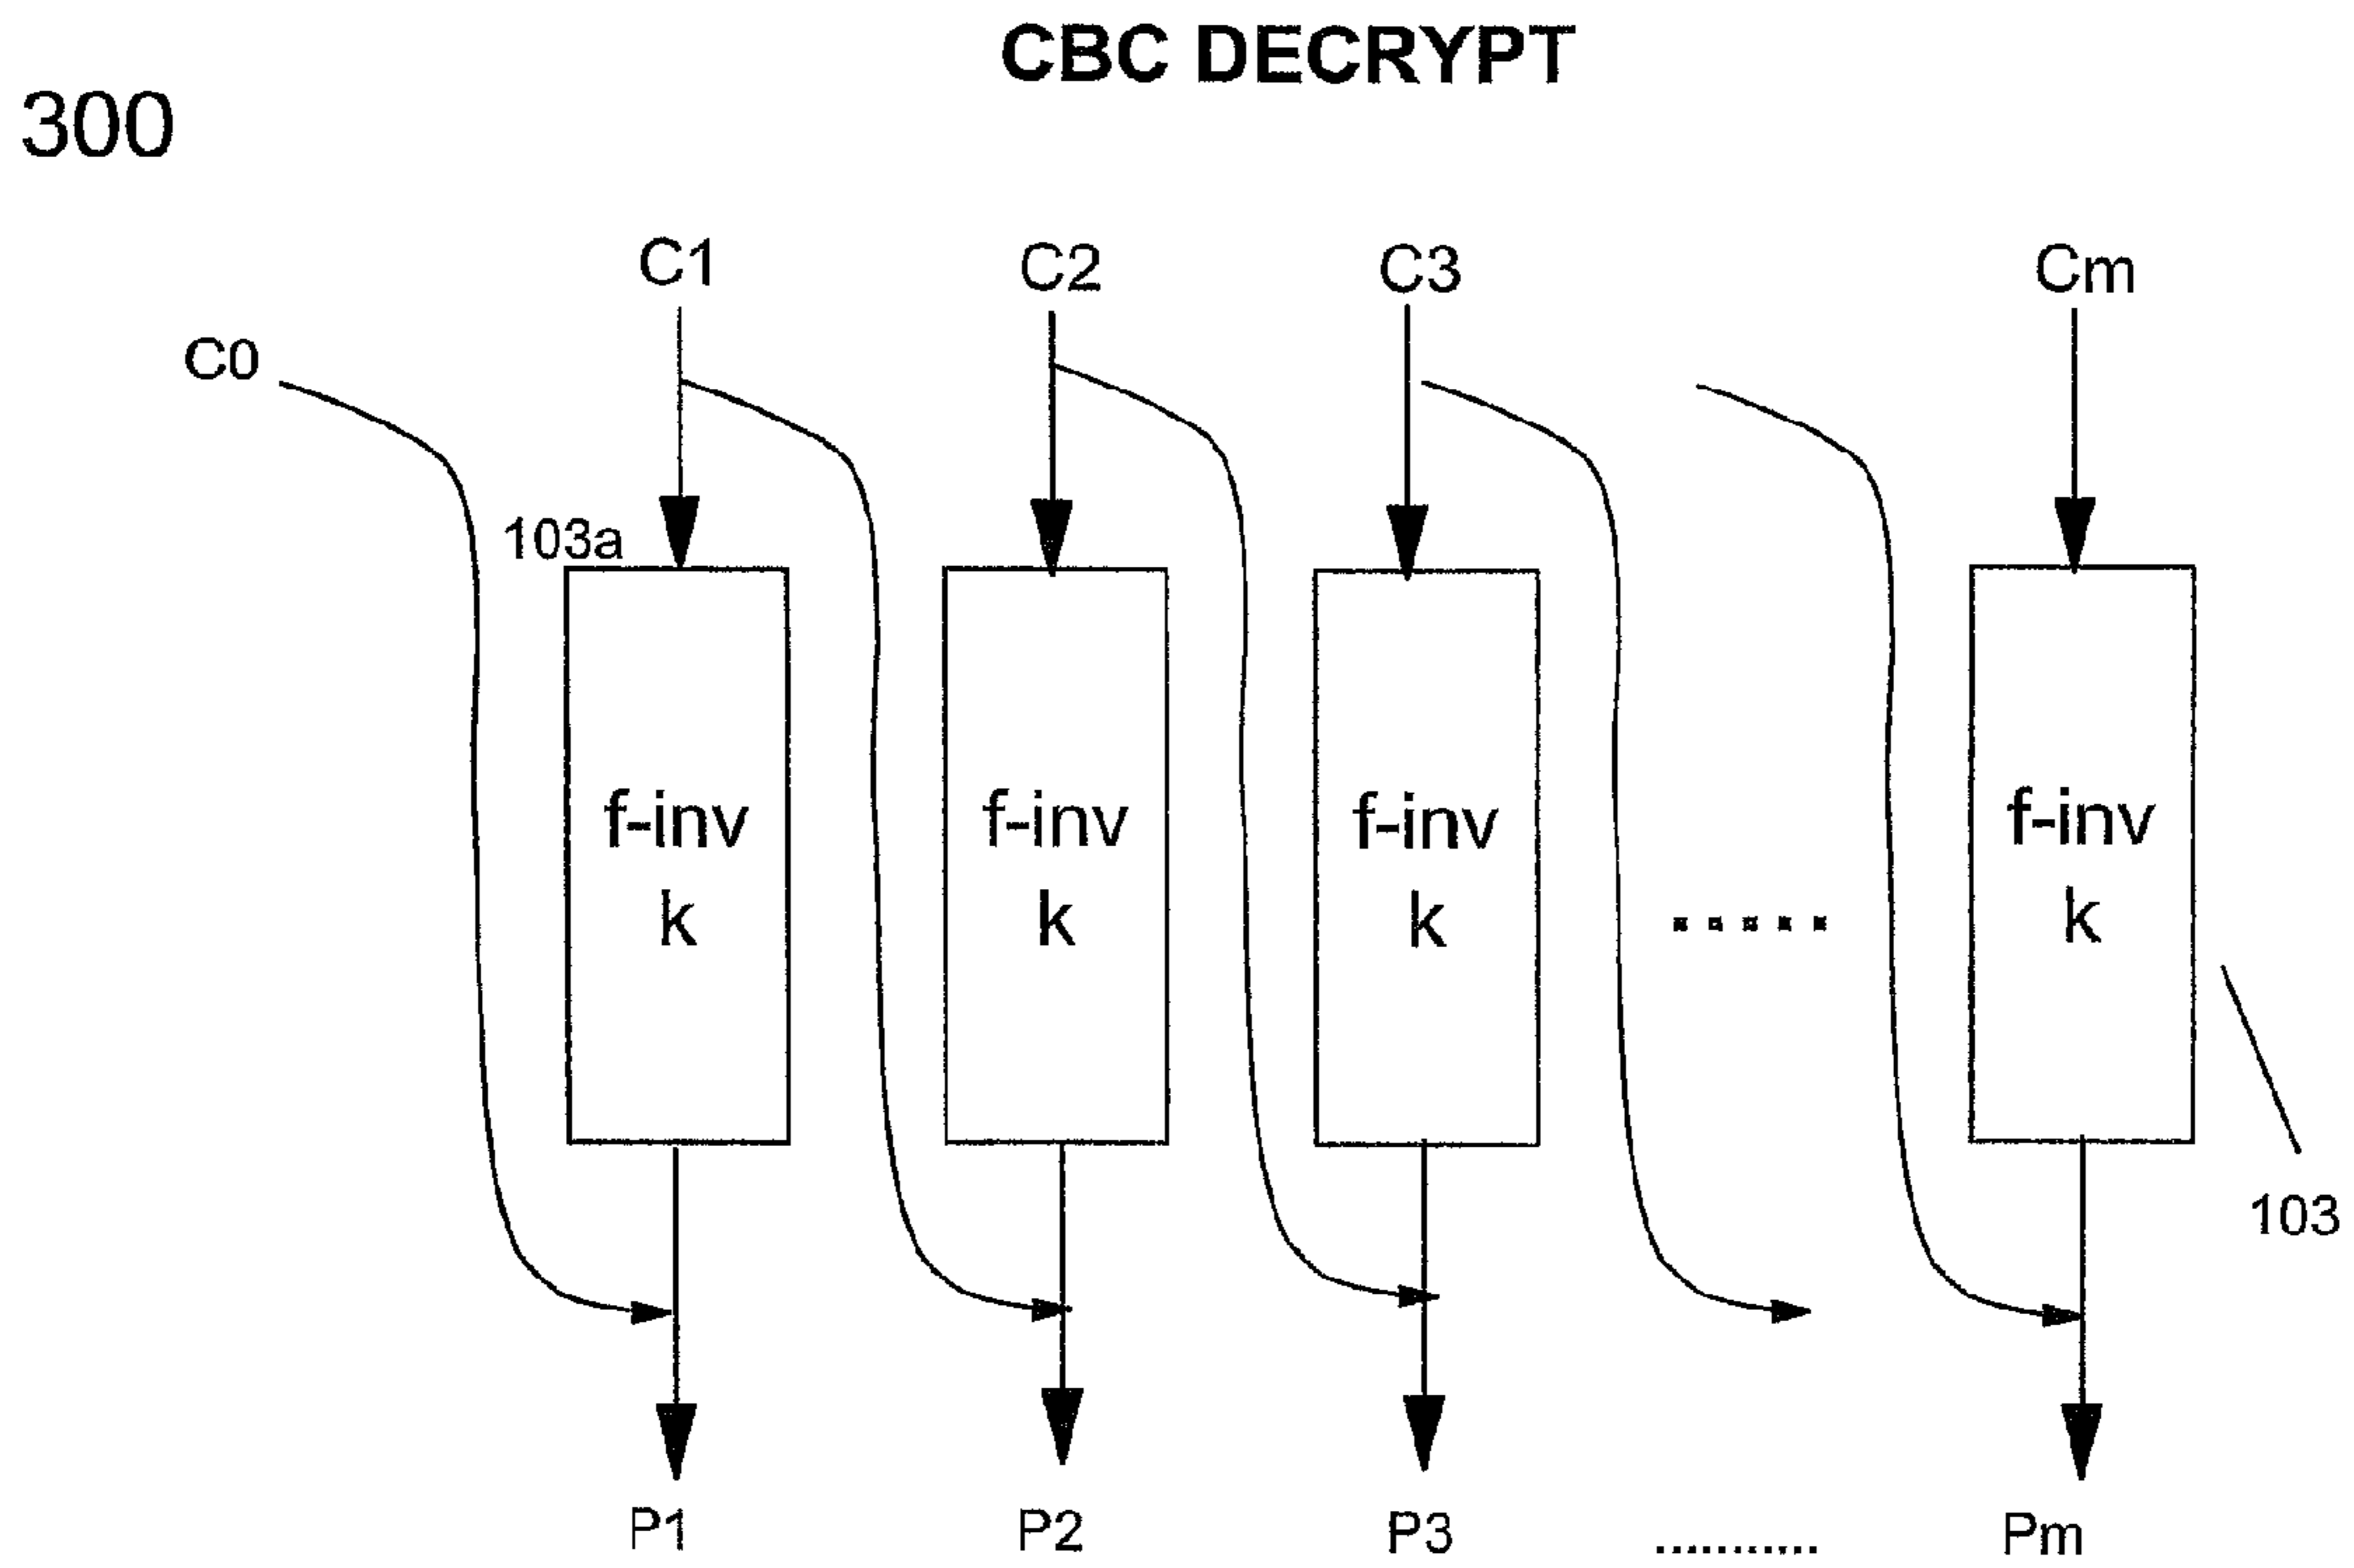 CBC DECRYPT
300
C1 C2 C3 Cm
C0
103a
f-inv f-inv f-inv f-inv
k k k k
.....
103
P1 P2 P3 .......... Pm